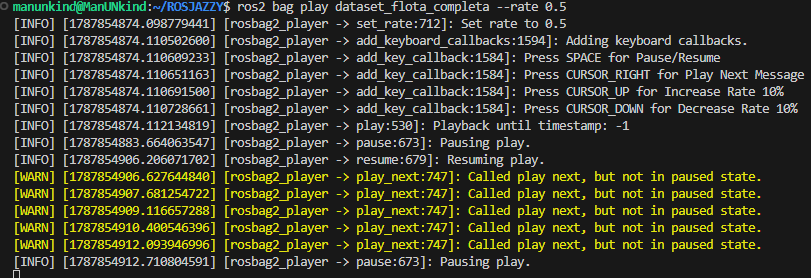 manunkind@ManUNkind:~/ROSJAZZY$ ros2 bag play dataset_flota_completa --rate 0.5
[INFO] [1787854874.098779441] [rosbag2_player -> set_rate:712]: Set rate to 0.5
[INFO] [1787854874.110502600] [rosbag2_player -> add_keyboard_callbacks:1594]: Adding keyboard callbacks.
[INFO] [1787854874.110609233] [rosbag2_player -> add_key_callback:1584]: Press SPACE for Pause/Resume
[INFO] [1787854874.110651163] [rosbag2_player -> add_key_callback:1584]: Press CURSOR_RIGHT for Play Next Message
[INFO] [1787854874.110691500] [rosbag2_player -> add_key_callback:1584]: Press CURSOR_UP for Increase Rate 10%
[INFO] [1787854874.110728661] [rosbag2_player -> add_key_callback:1584]: Press CURSOR_DOWN for Decrease Rate 10%
[INFO] [1787854874.112134819] [rosbag2_player -> play:530]: Playback until timestamp: -1
[INFO] [1787854883.664063547] [rosbag2_player -> pause:673]: Pausing play.
[INFO] [1787854906.206071702] [rosbag2_player -> resume:679]: Resuming play.
[WARN] [1787854906.627644840] [rosbag2_player -> play_next:747]: Called play next, but not in paused state.
[WARN] [1787854907.681254722] [rosbag2_player -> play_next:747]: Called play next, but not in paused state.
[WARN] [1787854909.116657288] [rosbag2_player -> play_next:747]: Called play next, but not in paused state.
[WARN] [1787854910.400546396] [rosbag2_player -> play_next:747]: Called play next, but not in paused state.
[WARN] [1787854912.093946996] [rosbag2_player -> play_next:747]: Called play next, but not in paused state.
[INFO] [1787854912.710804591] [rosbag2_player -> pause:673]: Pausing play.